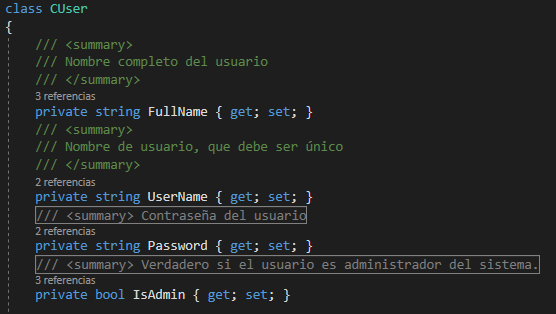 class CUser
{
/// <summary>
/// Nombre completo del usuario
/// </summary>
3 referencias
private string FullName { get; set; }
/// <summary>
/// Nombre de usuario, que debe ser único
/// </summary>
2 referencias
private string UserName { get; set; }
/// <summary> Contraseña del usuario
2 referencias
private string Password { get; set; }
/// <summary> Verdadero si el usuario es administrador del sistema.
3 referencias
private bool IsAdmin { get; set; }